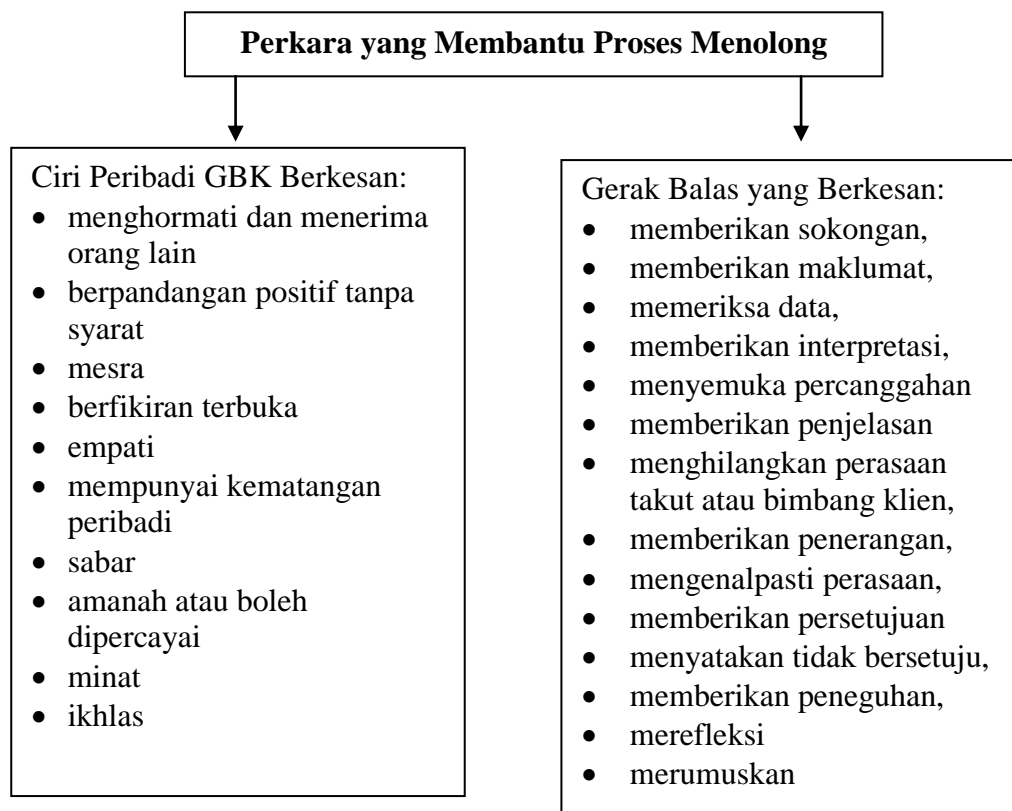 Perkara yang Membantu Proses Menolong
Ciri Peribadi GBK Berkesan:
• menghormati dan menerima
orang lain
• berpandangan positif tanpa
syarat
• mesra
• berfikiran terbuka
• empati
• mempunyai kematangan
peribadi
• sabar
• amanah atau boleh
dipercayai
• minat
• ikhlas
Gerak Balas yang Berkesan:
• memberikan sokongan,
• memberikan maklumat,
• memeriksa data,
• memberikan interpretasi,
• menyemuka percanggahan
• memberikan penjelasan
• menghilangkan perasaan
takut atau bimbang klien,
• memberikan penerangan,
• mengenalpasti perasaan,
• memberikan persetujuan
• menyatakan tidak bersetuju,
• memberikan peneguhan,
• merefleksi
• merumuskan